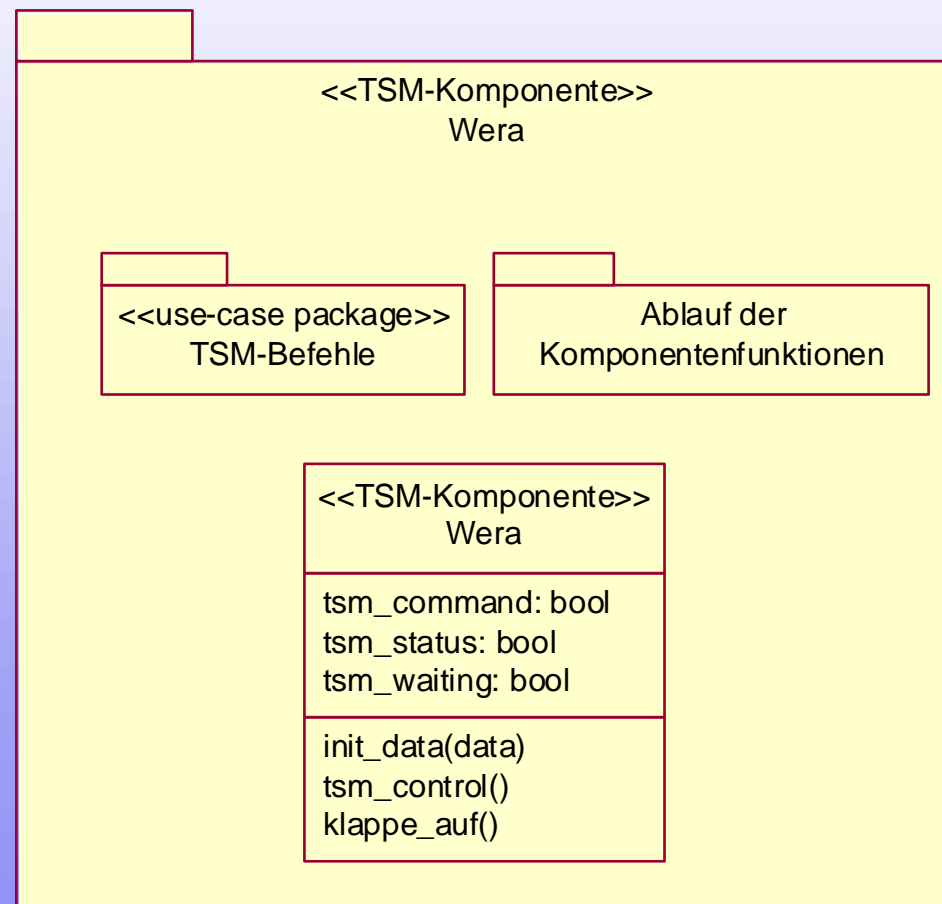 <<TSM-Komponente>>
Wera
<<use-case package>>
TSM-Befehle
Ablauf der
Komponentenfunktionen
<<TSM-Komponente>>
Wera
tsm_command: bool
tsm_status: bool
tsm_waiting: bool
init_data(data)
tsm_control()
klappe_auf()